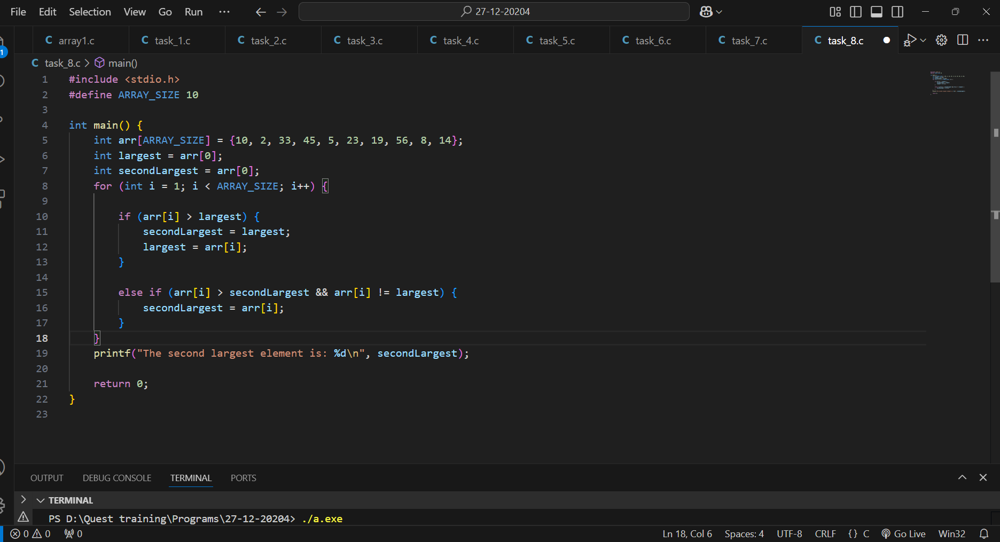 File Edit Selection View Go Run ··· 27-12-20204
array1.c task_1.c task_2.c task_3.c task_4.c task_5.c task_6.c task_7.c task_8.c
task_8.c > main()
1 #include <stdio.h>
2 #define ARRAY_SIZE 10
3
4 int main() {
5     int arr[ARRAY_SIZE] = {10, 2, 33, 45, 5, 23, 19, 56, 8, 14};
6     int largest = arr[0];
7     int secondLargest = arr[0];
8     for (int i = 1; i < ARRAY_SIZE; i++) {
9
10         if (arr[i] > largest) {
11             secondLargest = largest;
12             largest = arr[i];
13         }
14
15         else if (arr[i] > secondLargest && arr[i] != largest) {
16             secondLargest = arr[i];
17         }
18     }
19     printf("The second largest element is: %d\n", secondLargest);
20
21     return 0;
22 }
23
OUTPUT DEBUG CONSOLE TERMINAL PORTS
TERMINAL
PS D:\Quest training\Programs\27-12-20204> ./a.exe
0 0 0 Ln 18, Col 6 Spaces: 4 UTF-8 CRLF {} C Go Live Win32